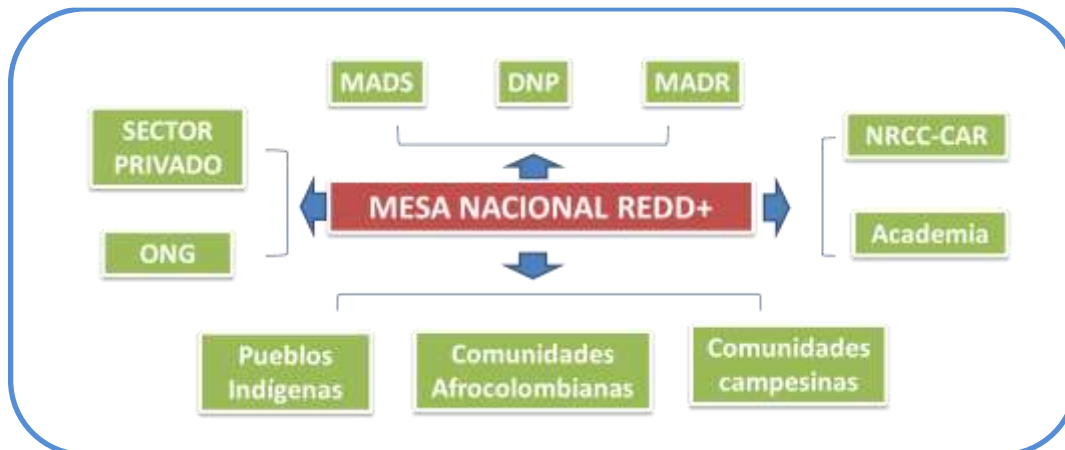 MADS
DNP
MADR
SECTOR
PRIVADO
NRCC-CAR
MESA NACIONAL REDD+
ONG
Academia
Pueblos
Indígenas
Comunidades
Afrocolombianas
Comunidades
campesinas